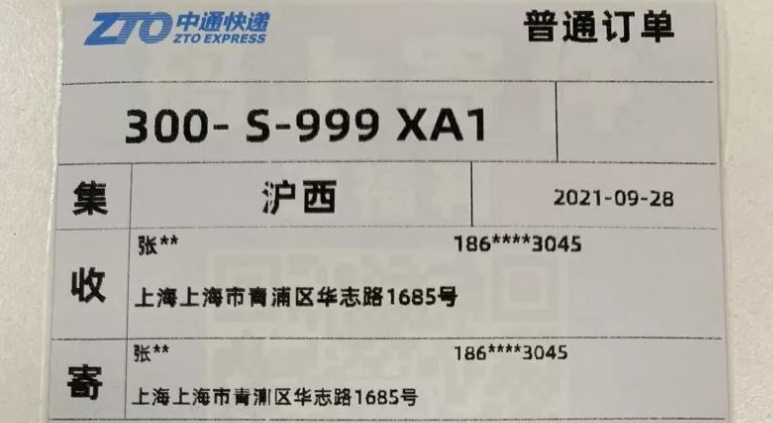 ZTO 中通快递
ZTO EXPRESS
普通订单
300- S-999 XA1
集 沪西 2021-09-28
张** 186****3045
收
上海上海市青浦区华志路1685号
张** 186****3045
寄
上海上海市青浦区华志路1685号